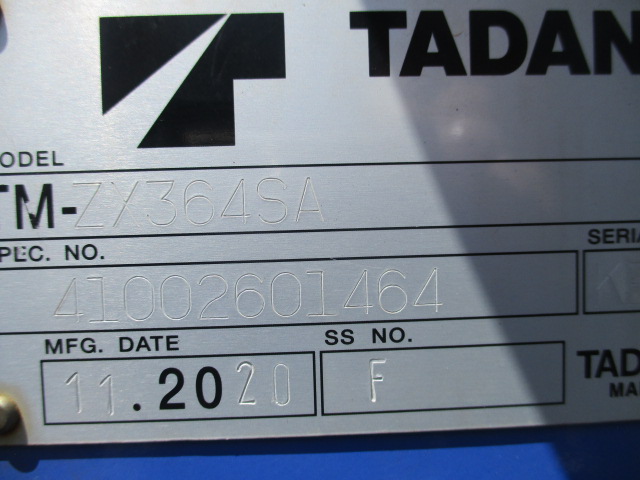 TADAN
ODEL
TM-ZX364SA
PEC. NO.
SERIA
41002601464
MFG. DATE
SS NO.
11.2020
F
TAD
MA